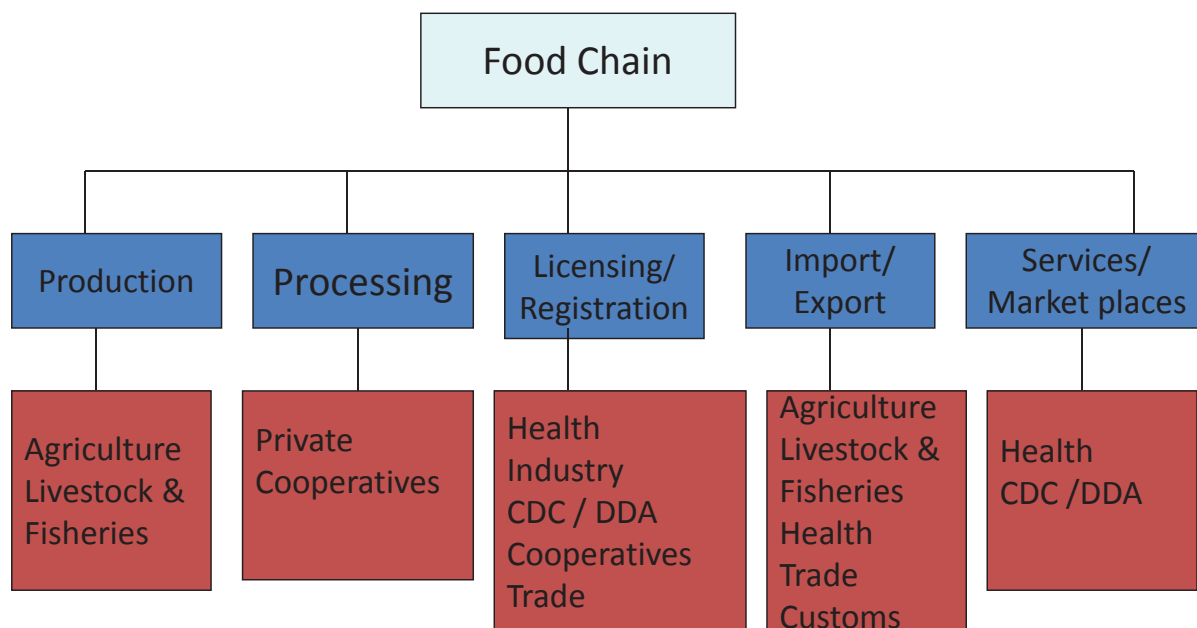 Food Chain
Production
Processing
Licensing/
Registration
Import/
Export
Services/
Market places
Agriculture
Livestock &
Fisheries
Private
Cooperatives
Health
Industry
CDC / DDA
Cooperatives
Trade
Agriculture
Livestock &
Fisheries
Health
Trade
Customs
Health
CDC /DDA